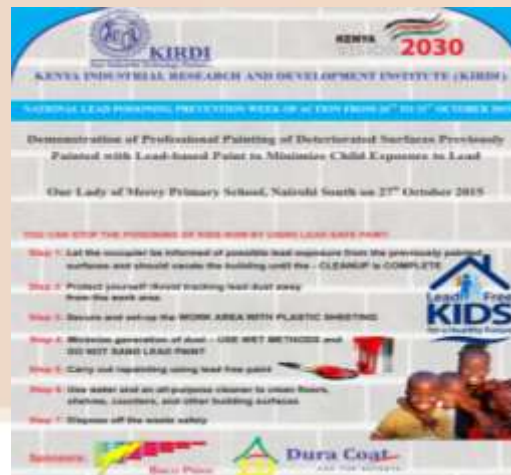 KIRDI
KENYA
VISION 2030
KENYA INDUSTRIAL RESEARCH AND DEVELOPMENT INSTITUTE (KIRDI)
NATIONAL LEAD POISONING PREVENTION WEEK OF ACTION FROM TO OCTOBER
Demonstration of Professional Painting of Deteriorated Surfaces Previously
Painted with Lead-based Paint to Minimize Child Exposure to Lead
Our Lady of Mercy Primary School, Nairobi South on 27th October 2015
YOU CAN STOP THE POISONING OF KIDS NOW BY USING LEAD SAFE PAINT
Step 1: Let the occupier be informed of possible lead exposure from the previously painted
surfaces and should vacate the building until the - CLEANUP is COMPLETE
Step 2: Protect yourself /Avoid tracking lead dust away
from the work area
Step 3: Secure and set-up the WORK AREA WITH PLASTIC SHEETING
Step 4: Minimize generation of dust - USE WET METHODS and
DO NOT SAND LEAD PAINT
Step 5: Carry out repainting using lead free paint
Step 6: Use water and an all-purpose cleaner to clean floors,
shelves, counters, and other building surfaces
Step 7: Dispose off the waste safely
Lead Free
KIDS
for a Healthy Future
Sponsors:
Dura Coat